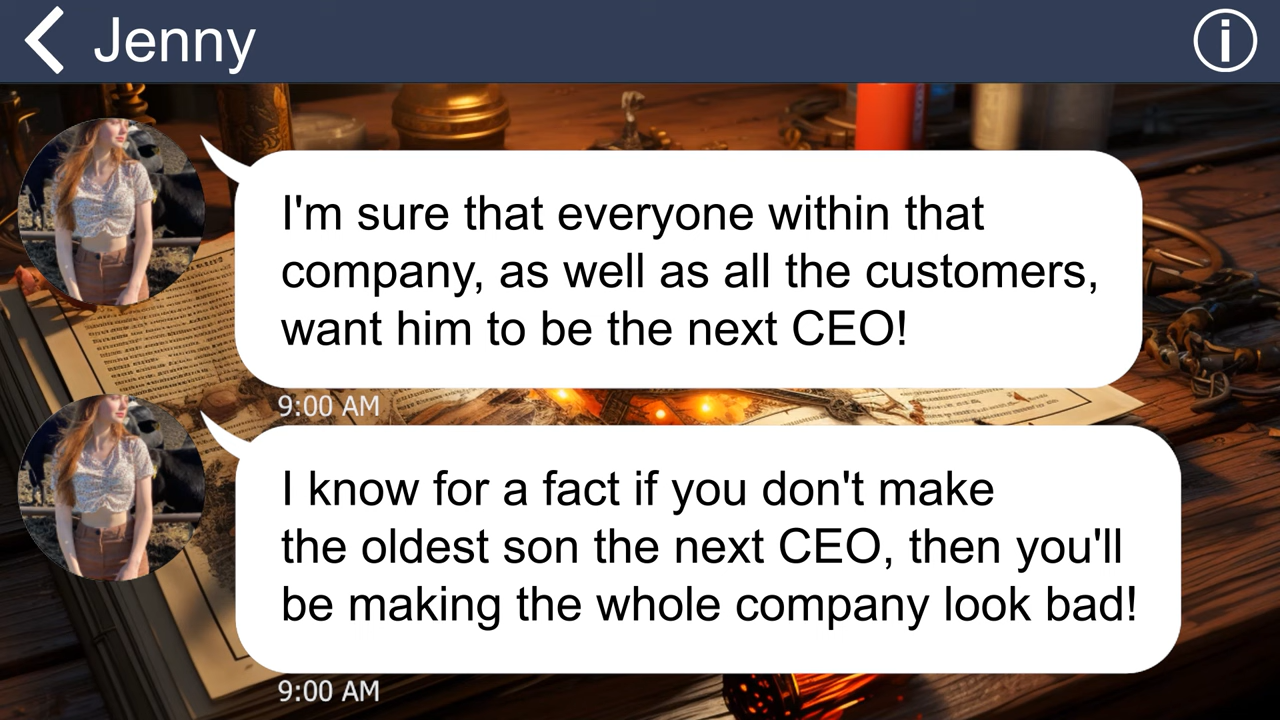 Jenny
I'm sure that everyone within that
company, as well as all the customers,
want him to be the next CEO!
9:00 AM
I know for a fact if you don't make
the oldest son the next CEO, then you'll
be making the whole company look bad!
9:00 AM